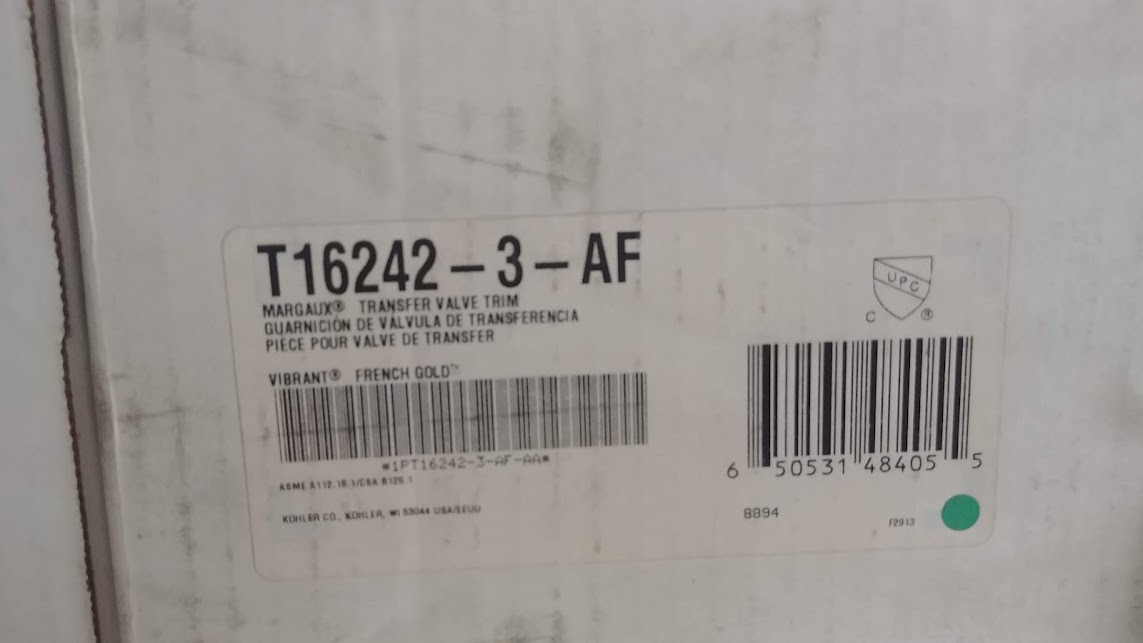 T16242-3-AF
MARGAUX® TRANSFER VALVE TRIM
GUARNICIÓN DE VÁLVULA DE TRANSFERENCIA
PIÈCE POUR VALVE DE TRANSFER
VIBRANT® FRENCH GOLD™
*1PT16242-3-AF-AA*
ASME A112.18.1/CSA B125.1
KOHLER CO., KOHLER, WI 53044 USA/EEUU
UPC
C ®
6 50531 48405 5
8894
F2913